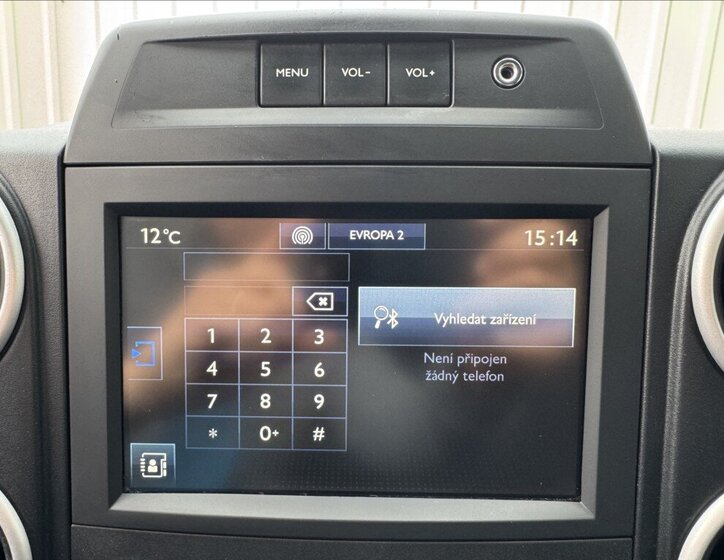 MENU VOL- VOL+
12°C EVROPA 2 15:14
Vyhledat zařízení
Není připojen
žádný telefon
1 2 3
4 5 6
7 8 9
* 0+ #